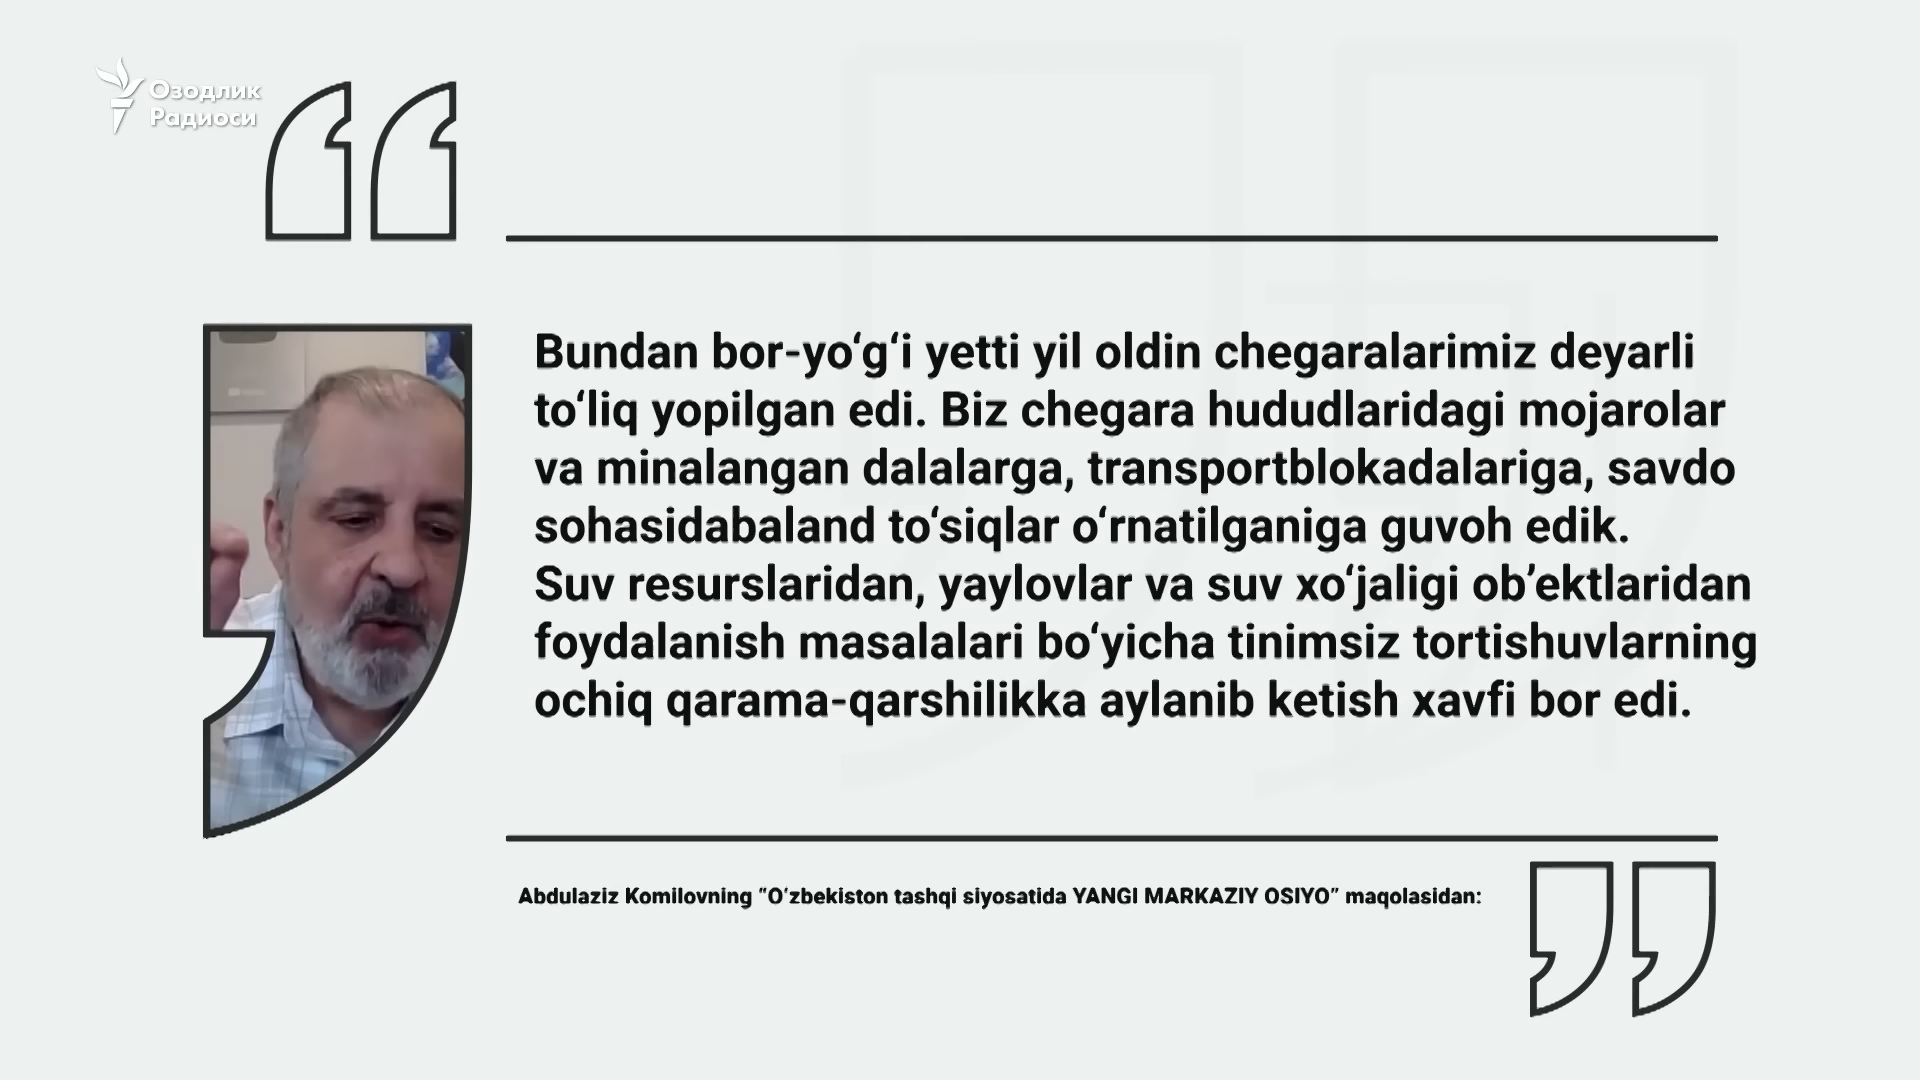 Озодлик
Радиоси
Bundan bor-yo‘g‘i yetti yil oldin chegaralarimiz deyarli
to‘liq yopilgan edi. Biz chegara hududlaridagi mojarolar
va minalangan dalalarga, transportblokadalariga, savdo
sohasidabaland to‘siqlar o‘rnatilganiga guvoh edik.
Suv resurslaridan, yaylovlar va suv xo‘jaligi ob’ektlaridan
foydalanish masalalari bo‘yicha tinimsiz tortishuvlarning
ochiq qarama-qarshilikka aylanib ketish xavfi bor edi.
Abdulaziz Komilovning “O‘zbekiston tashqi siyosatida YANGI MARKAZIY OSIYO” maqolasidan: